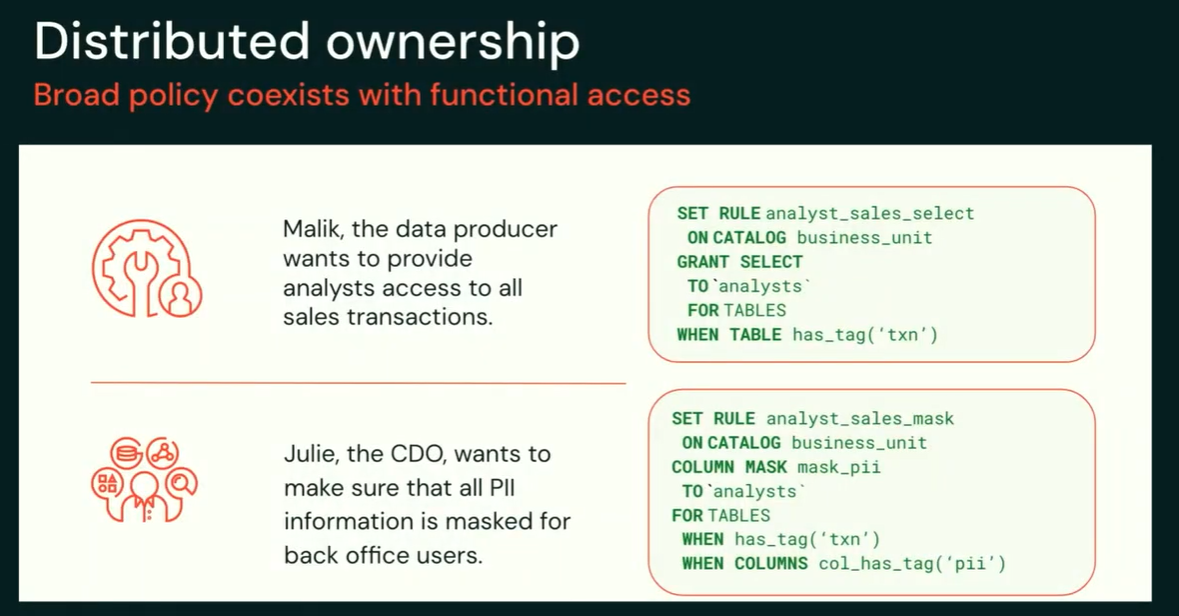 Distributed ownership
Broad policy coexists with functional access
Malik, the data producer
wants to provide
analysts access to all
sales transactions.
SET RULE analyst_sales_select
ON CATALOG business_unit
GRANT SELECT
TO `analysts`
FOR TABLES
WHEN TABLE has_tag(‘txn’)
Julie, the CDO, wants to
make sure that all PII
information is masked for
back office users.
SET RULE analyst_sales_mask
ON CATALOG business_unit
COLUMN MASK mask_pii
TO `analysts`
FOR TABLES
WHEN has_tag(‘txn’)
WHEN COLUMNS col_has_tag(‘pii’)